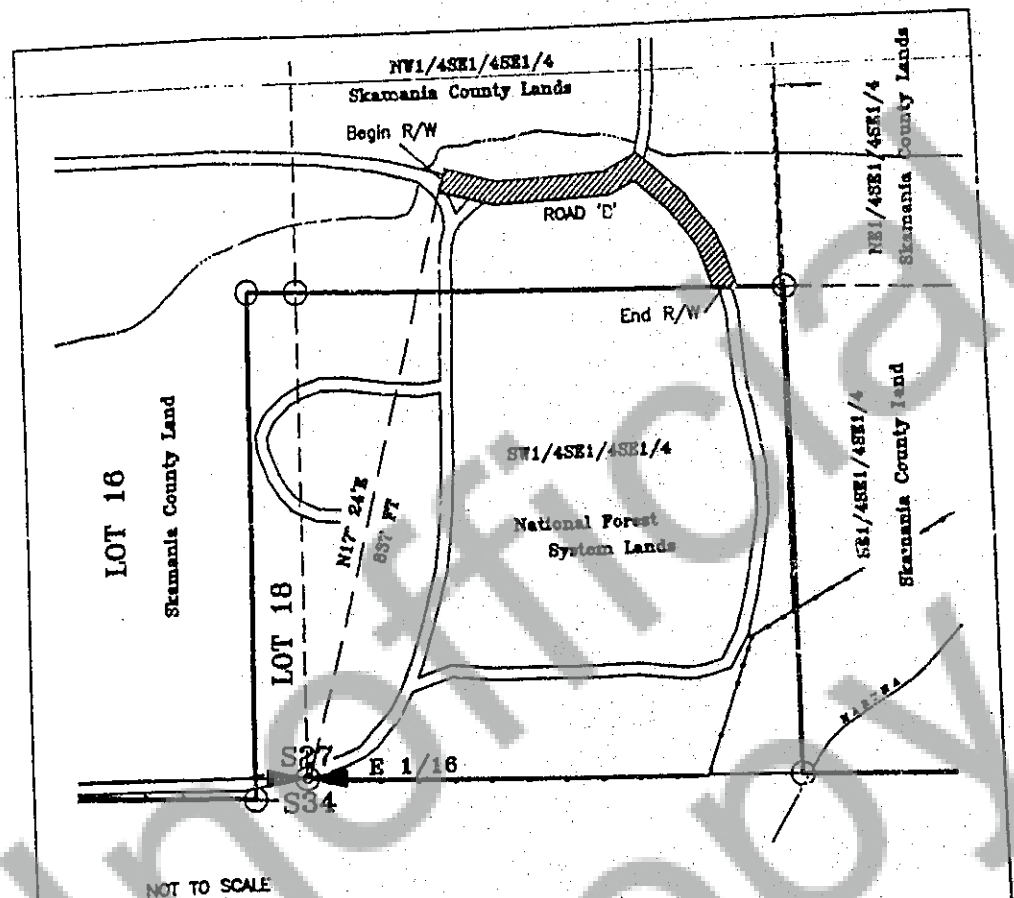 NW1/4SE1/4SE1/4
Skamania County Lands
Begin R/W
NE1/4SE1/4SE1/4
Skamania County Lands
ROAD 'D'
End R/W
LOT 16
Skamania County Land
SW1/4SE1/4SE1/4
National Forest
System Lands
N17° 24'E
837 FT
SE1/4SE1/4SE1/4
Skamania County land
LOT 18
S27
E 1/16
S34
NOT TO SCALE
Unofficial
Copy